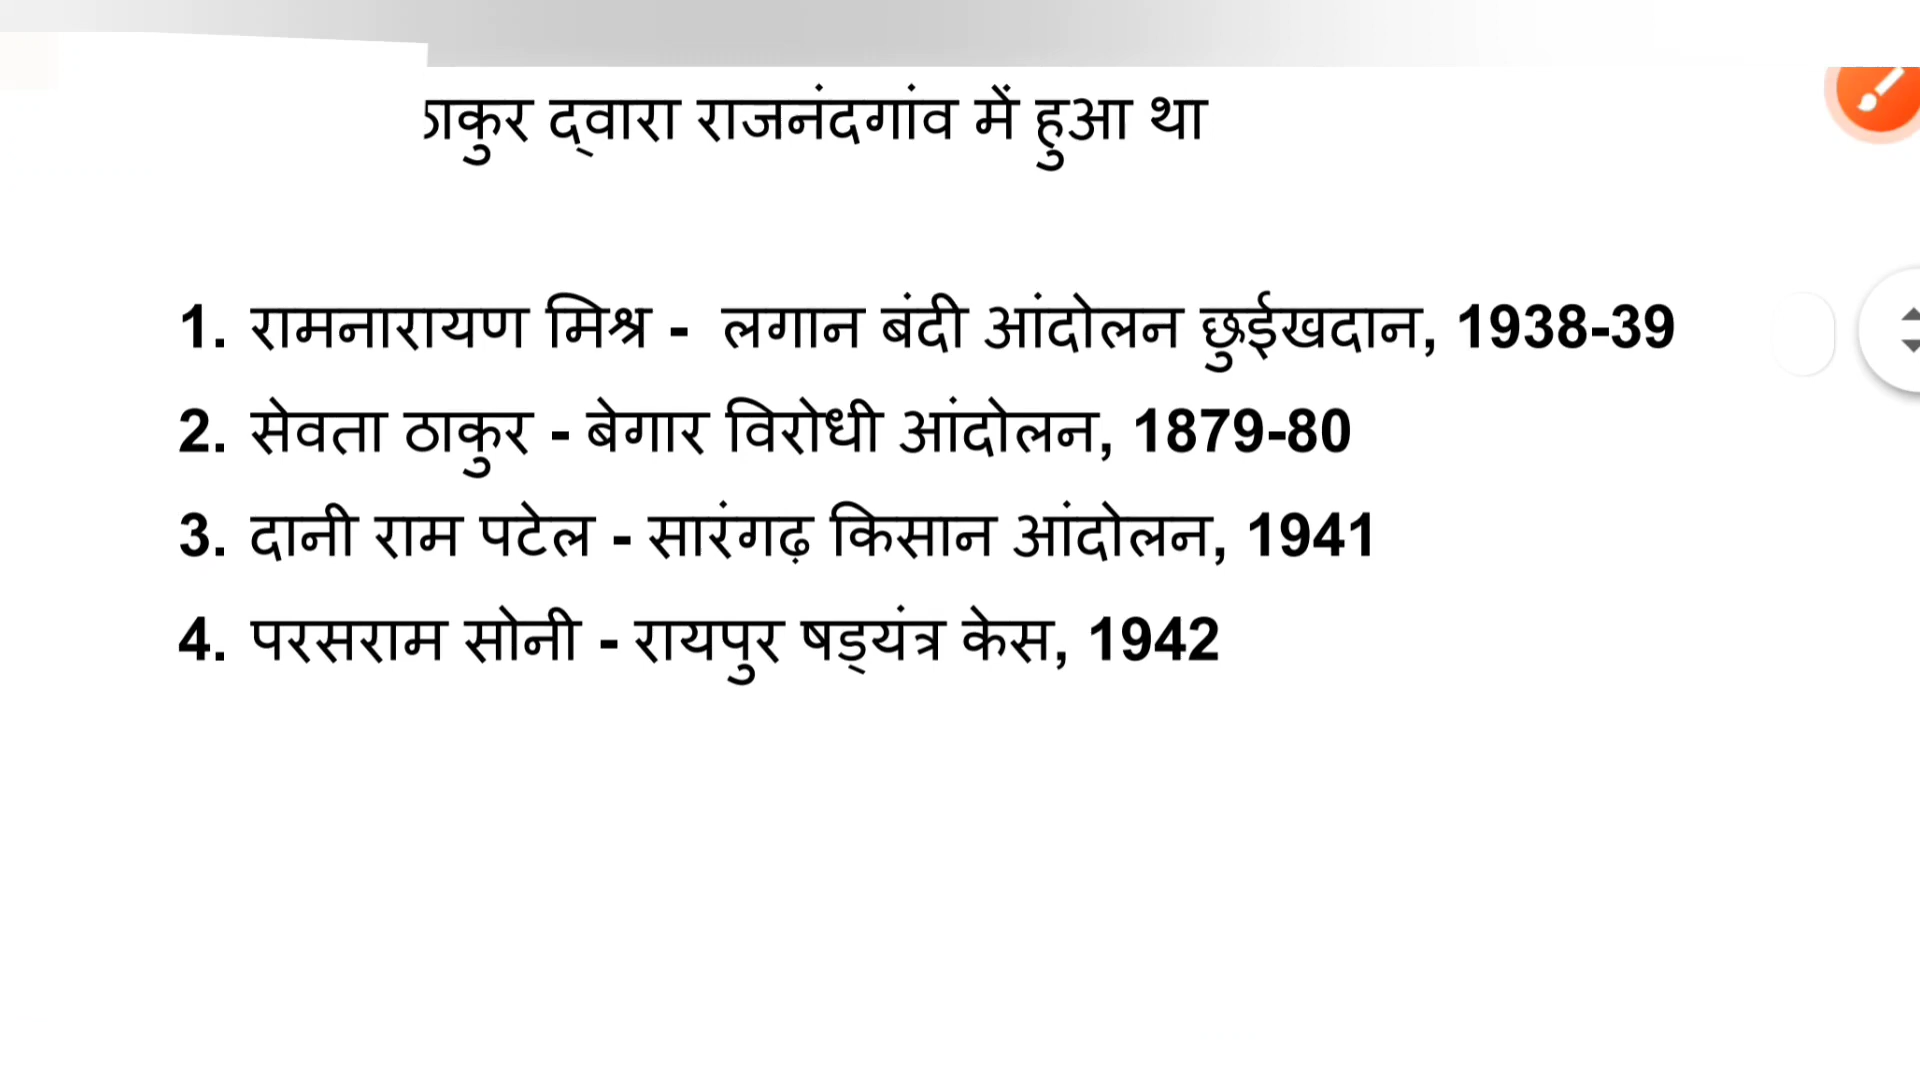 ठाकुर द्वारा राजनंदगांव में हुआ था
1. रामनारायण मिश्र - लगान बंदी आंदोलन छुईखदान, 1938-39
2. सेवता ठाकुर - बेगार विरोधी आंदोलन, 1879-80
3. दानी राम पटेल - सारंगढ़ किसान आंदोलन, 1941
4. परसराम सोनी - रायपुर षड्यंत्र केस, 1942